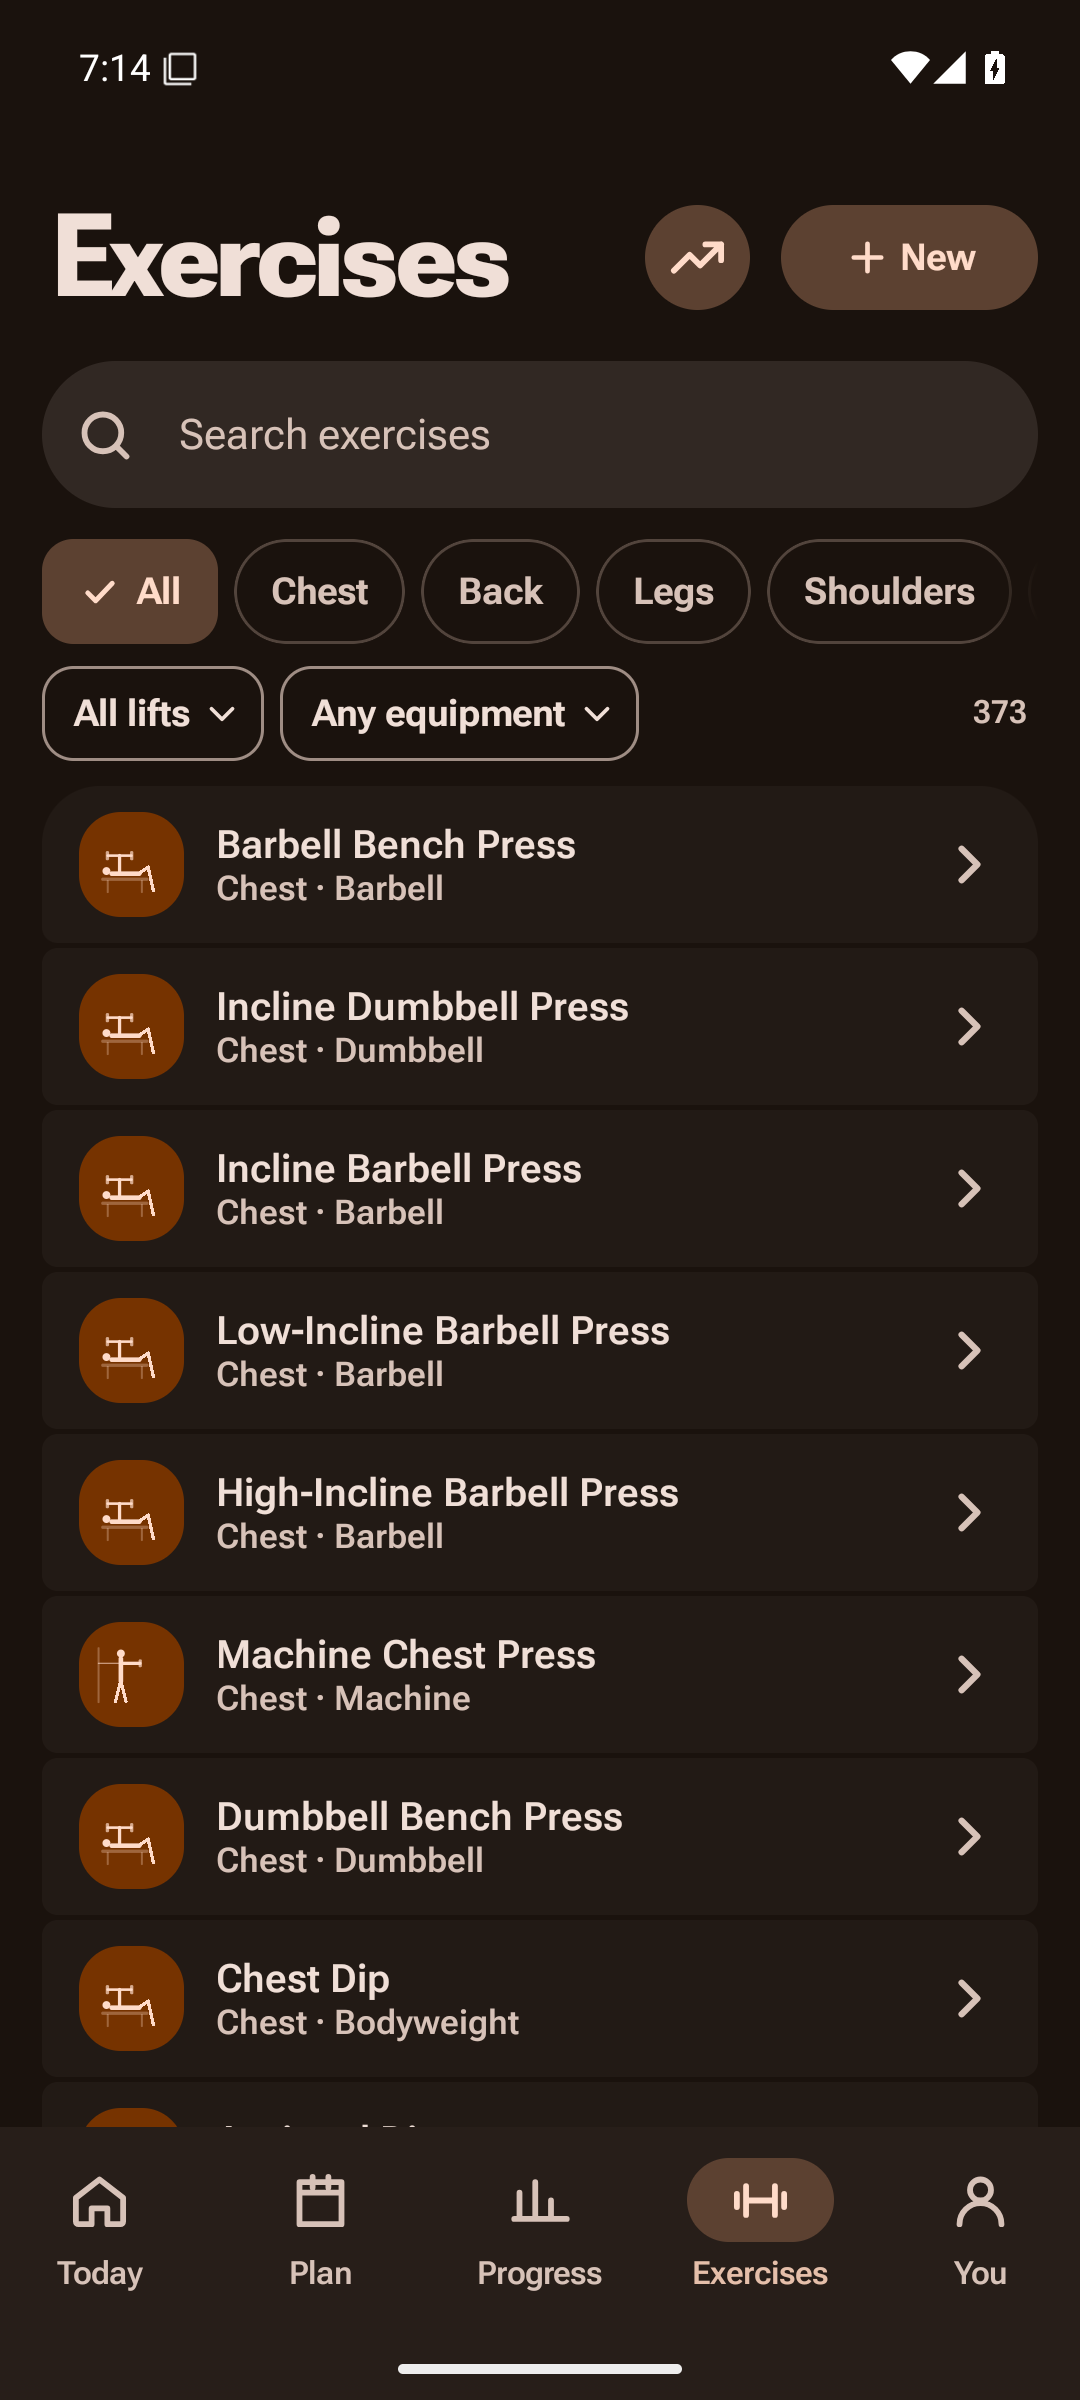 7:14
Exercises
New
Search exercises
All
Chest
Back
Legs
Shoulders
All lifts
Any equipment
373
Barbell Bench Press
Chest · Barbell
Incline Dumbbell Press
Chest · Dumbbell
Incline Barbell Press
Chest · Barbell
Low-Incline Barbell Press
Chest · Barbell
High-Incline Barbell Press
Chest · Barbell
Machine Chest Press
Chest · Machine
Dumbbell Bench Press
Chest · Dumbbell
Chest Dip
Chest · Bodyweight
Today
Plan
Progress
Exercises
You